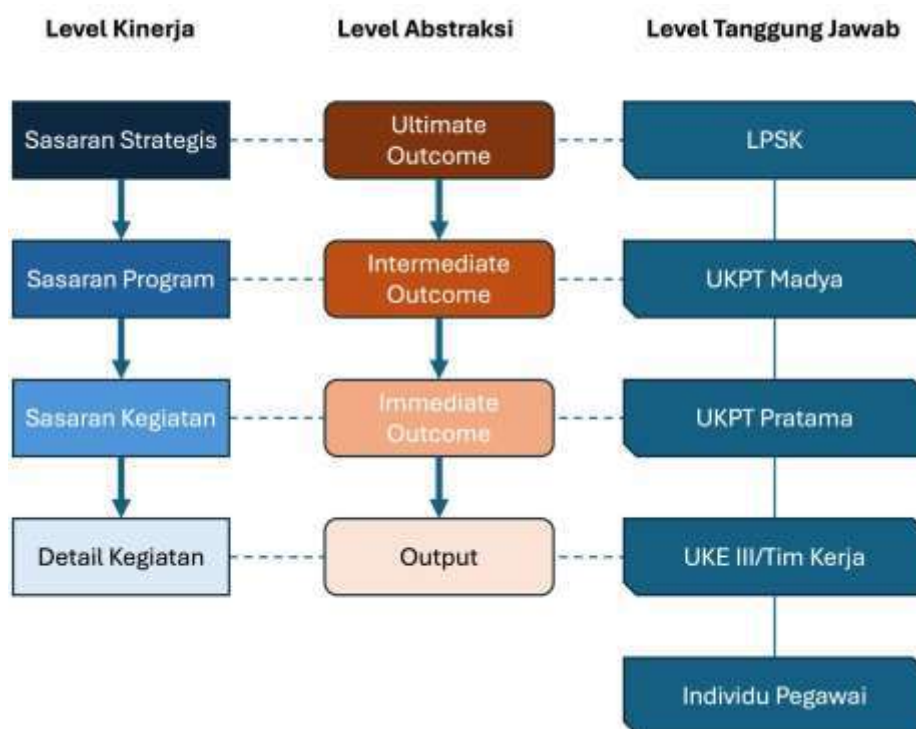 Level Kinerja
Level Abstraksi
Level Tanggung Jawab
Sasaran Strategis
Ultimate
Outcome
LPSK
Sasaran Program
Intermediate
Outcome
UKPT Madya
Sasaran Kegiatan
Immediate
Outcome
UKPT Pratama
Detail Kegiatan
Output
UKE III/Tim Kerja
Individu Pegawai